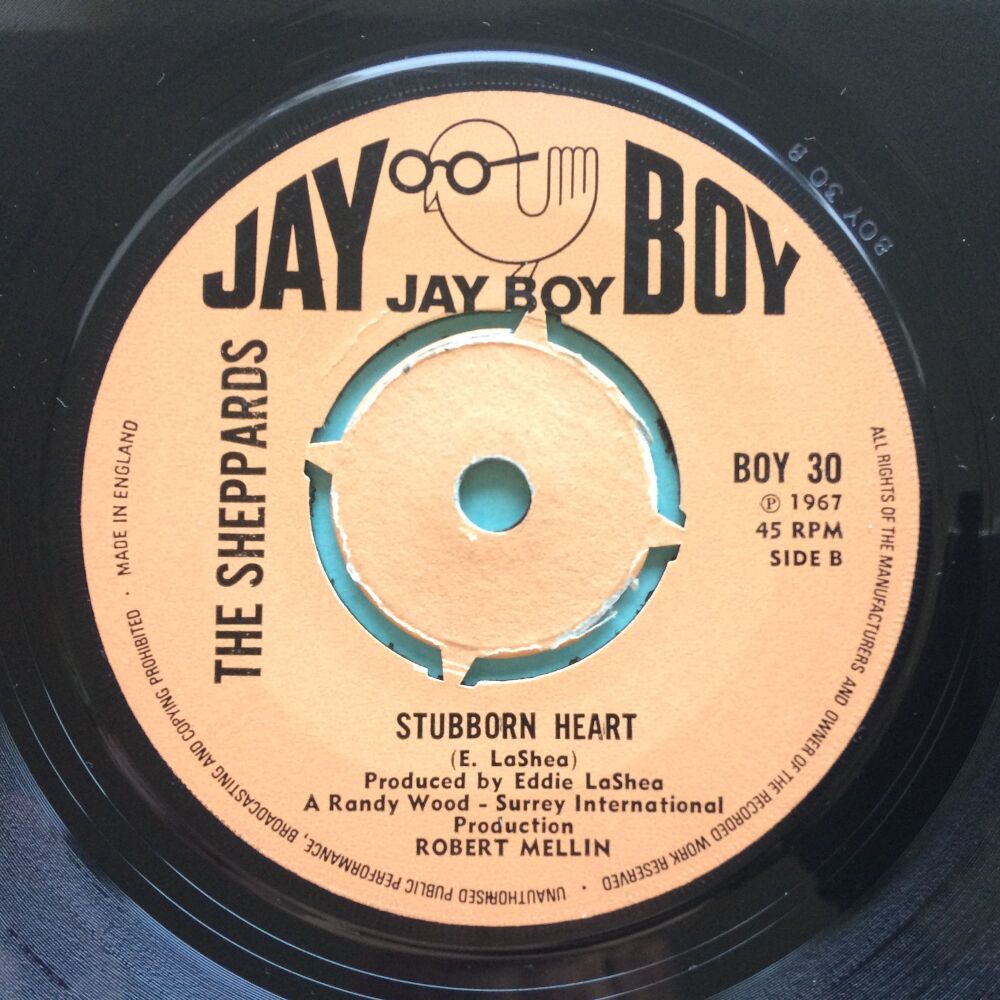 JAY BOY
JAY BOY
THE SHEPPARDS
BOY 30
℗ 1967
45 RPM
SIDE B
STUBBORN HEART
(E. LaShea)
Produced by Eddie LaShea
A Randy Wood - Surrey International
Production
ROBERT MELLIN
ALL RIGHTS OF THE MANUFACTURERS AND OWNER OF THE RECORDED WORK RESERVED · UNAUTHORISED PUBLIC PERFORMANCE, BROADCASTING AND COPYING PROHIBITED · MADE IN ENGLAND
BOY 30 B